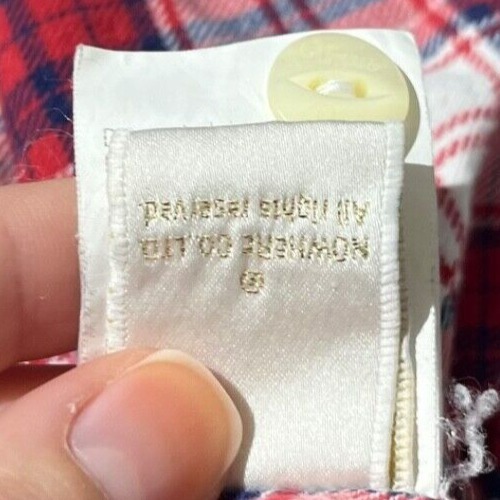 ®
NOWHERE CO. LTD.
All rights reserved.